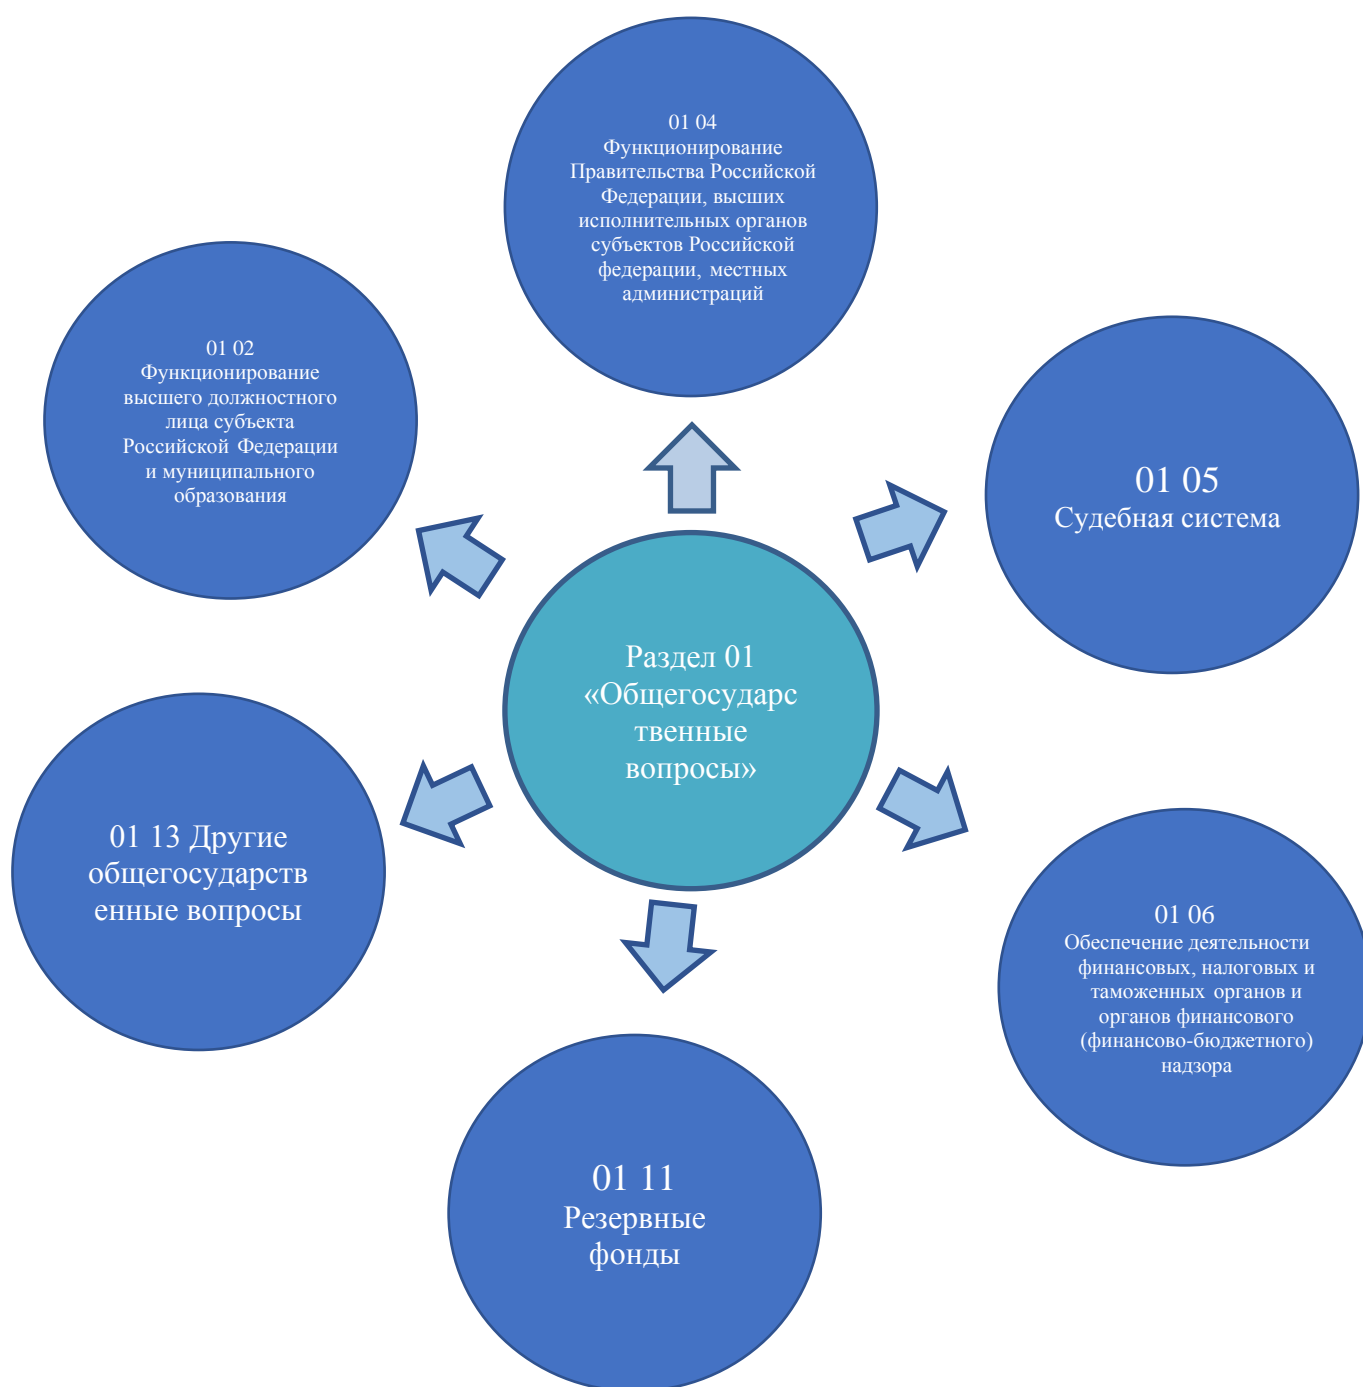 01 04
Функционирование
Правительства Российской
Федерации, высших
исполнительных органов
субъектов Российской
федерации, местных
администраций
01 02
Функционирование
высшего должностного
лица субъекта
Российской Федерации
и муниципального
образования
01 05
Судебная система
Раздел 01
«Общегосударс
твенные
вопросы»
01 13 Другие
общегосударств
енные вопросы
01 06
Обеспечение деятельности
финансовых, налоговых и
таможенных органов и
органов финансового
(финансово-бюджетного)
надзора
01 11
Резервные
фонды